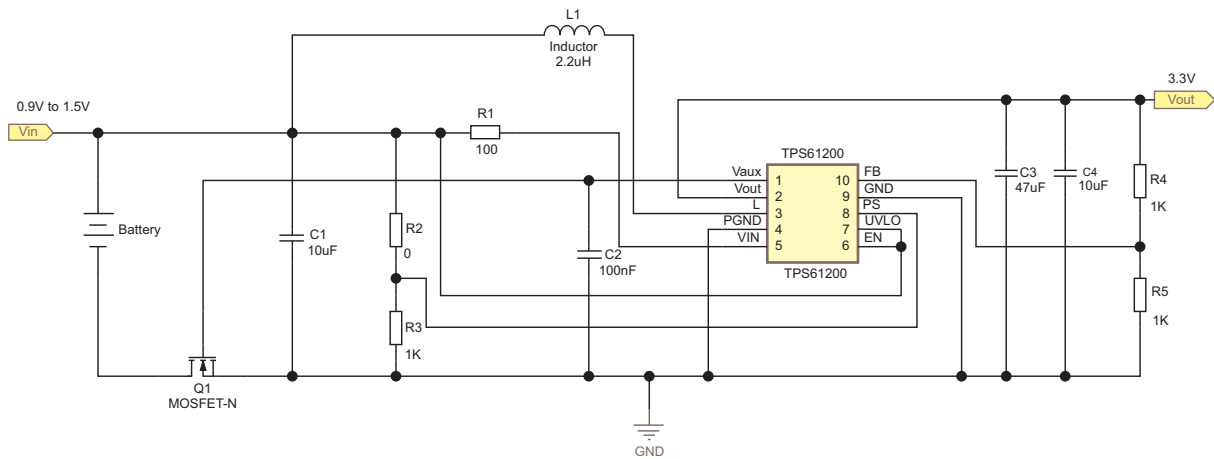 L1
Inductor
2.2uH
0.9V to 1.5V
Vin
3.3V
Vout
R1
100
TPS61200
Vaux 1 10 FB
Vout 2 9 GND
L 3 8 PS
PGND 4 7 UVLO
VIN 5 6 EN
TPS61200
C3
47uF
C4
10uF
R4
1K
Battery
C1
10uF
R2
0
C2
100nF
R3
1K
R5
1K
Q1
MOSFET-N
GND